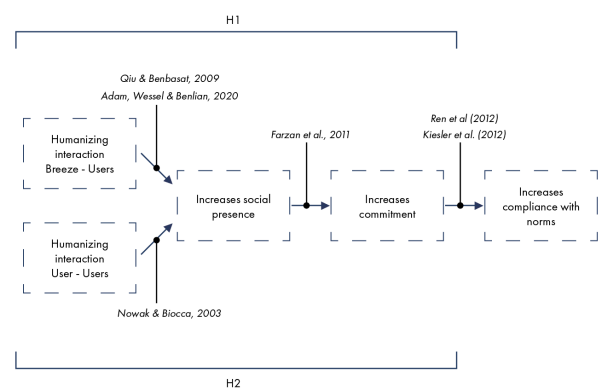 H1
Qiu & Benbasat, 2009
Adam, Wessel & Benlian, 2020
Humanizing
interaction
Breeze - Users
Farzan et al., 2011
Ren et al (2012)
Kiesler et al. (2012)
Increases social
presence
Increases
commitment
Increases
compliance with
norms
Humanizing
interaction
User - Users
Nowak & Biocca, 2003
H2